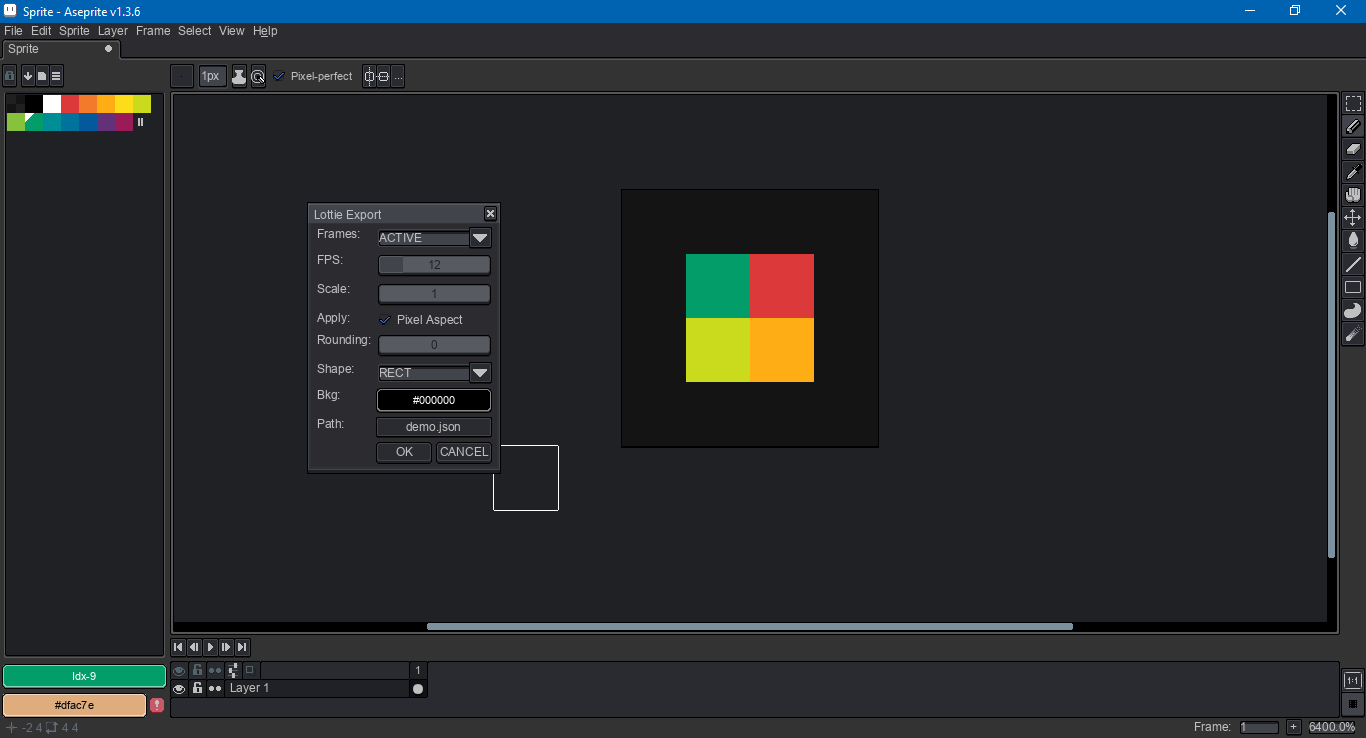 Sprite - Aseprite v1.3.6
File Edit Sprite Layer Frame Select View Help
Sprite
1px Pixel-perfect ...
Lottie Export
Frames: ACTIVE
FPS: 12
Scale: 1
Apply: Pixel Aspect
Rounding: 0
Shape: RECT
Bkg: #000000
Path: demo.json
OK CANCEL
1
Layer 1
Idx-9
#dfac7e !
1:1
-2 4 4 4
Frame: 1 + 6400.0%